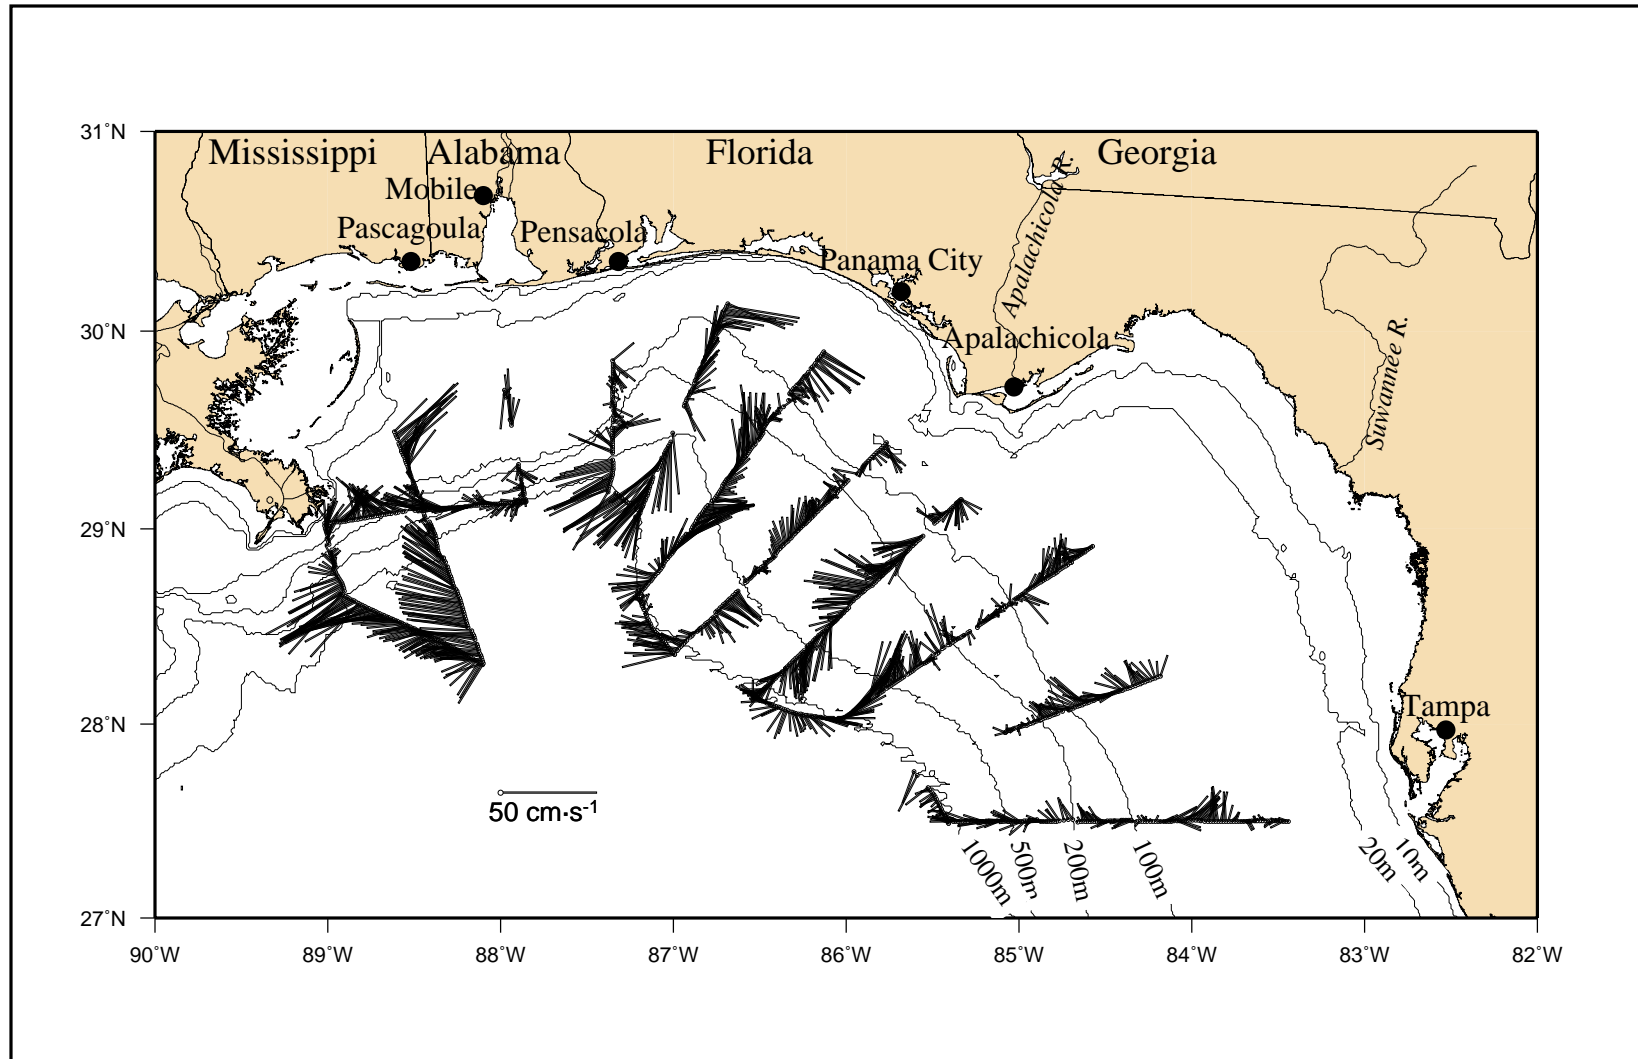 31°N
Mississippi
Alabama
Florida
Georgia
Mobile
Apalachicola R.
Pascagoula
Pensacola
Panama City
30°N
Apalachicola
Suwannee R.
29°N
28°N
Tampa
50 cm·s-1
1000m
500m
200m
100m
20m
10m
27°N
90°W
89°W
88°W
87°W
86°W
85°W
84°W
83°W
82°W